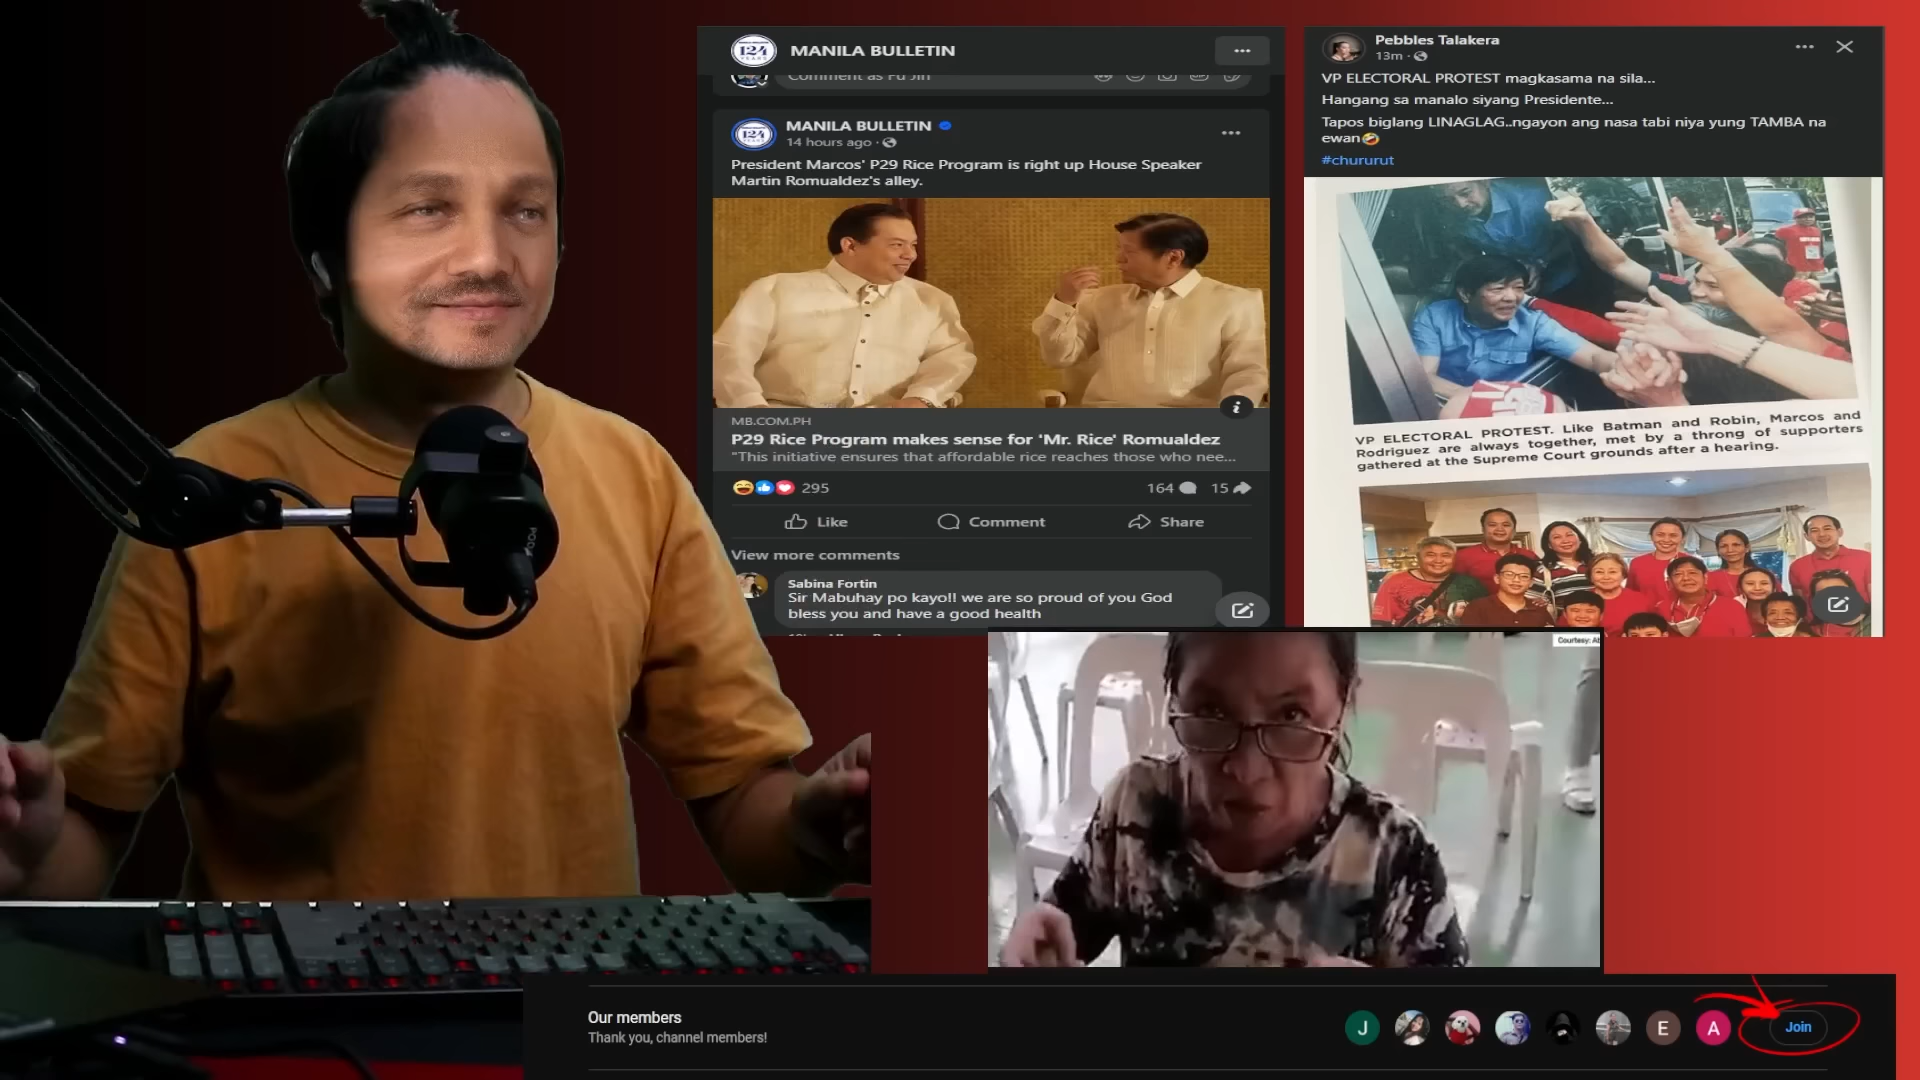 124 YEARS
MANILA BULLETIN
Comment as Fu Jin
124 YEARS
MANILA BULLETIN
14 hours ago
President Marcos' P29 Rice Program is right up House Speaker
Martin Romualdez's alley.
MB.COM.PH
P29 Rice Program makes sense for 'Mr. Rice' Romualdez
"This initiative ensures that affordable rice reaches those who nee...
295
164
15
Like
Comment
Share
View more comments
Sabina Fortin
Sir Mabuhay po kayo!! we are so proud of you God
bless you and have a good health
Pebbles Talakera
13m
VP ELECTORAL PROTEST magkasama na sila...
Hangang sa manalo siyang Presidente...
Tapos biglang LINAGLAG..ngayon ang nasa tabi niya yung TAMBA na
ewan🤣
#chururut
VP ELECTORAL PROTEST. Like Batman and Robin, Marcos and
Rodriguez are always together, met by a throng of supporters
gathered at the Supreme Court grounds after a hearing.
Courtesy:
Our members
Thank you, channel members!
J
E
A
Join